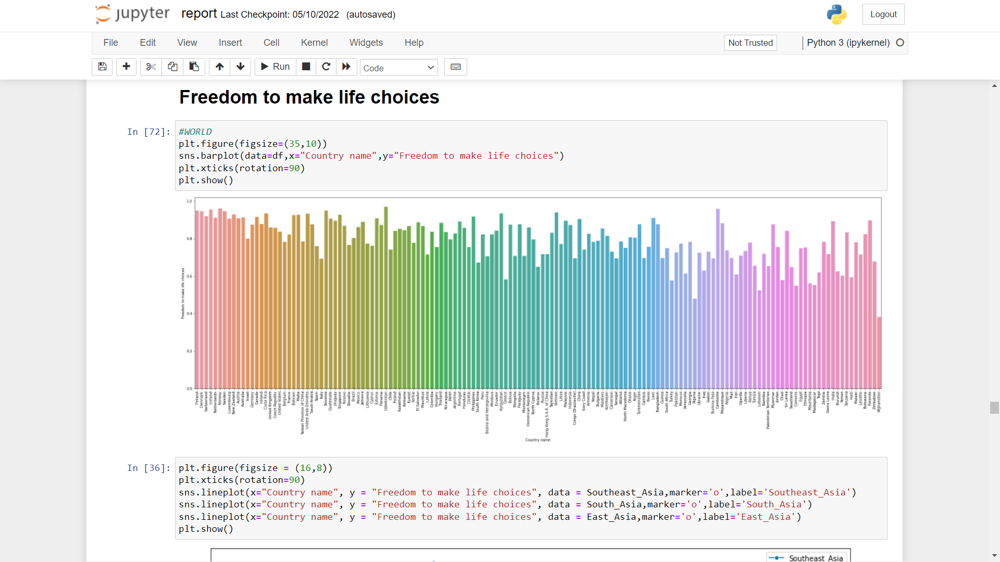 jupyter report Last Checkpoint: 05/10/2022 (autosaved) Logout
File Edit View Insert Cell Kernel Widgets Help Not Trusted Python 3 (ipykernel)
Run Code
Freedom to make life choices
In [72]:
#WORLD
plt.figure(figsize=(35,10))
sns.barplot(data=df,x="Country name",y="Freedom to make life choices")
plt.xticks(rotation=90)
plt.show()
1.0
0.8
0.6
0.4
0.2
0.0
Freedom to make life choices
Finland
Denmark
Switzerland
Iceland
Netherlands
Norway
Sweden
Luxembourg
New Zealand
Austria
Australia
Israel
Germany
Canada
Ireland
Costa Rica
United Kingdom
Czech Republic
United States
Belgium
France
Bahrain
Malta
Taiwan Province of China
United Arab Emirates
Saudi Arabia
Spain
Italy
Slovenia
Guatemala
Uruguay
Singapore
Kosovo
Slovakia
Brazil
Mexico
Jamaica
Lithuania
Cyprus
Estonia
Panama
Uzbekistan
Chile
Poland
Kazakhstan
Romania
Kuwait
Serbia
El Salvador
Mauritius
Latvia
Colombia
Hungary
Thailand
Nicaragua
Japan
Argentina
Portugal
Honduras
Croatia
Philippines
South Korea
Peru
Bosnia and Herzegovina
Moldova
Ecuador
Kyrgyzstan
Greece
Bolivia
Mongolia
Paraguay
Montenegro
Dominican Republic
North Cyprus
Belarus
Russia
Hong Kong S.A.R. of China
Tajikistan
Vietnam
Libya
Malaysia
Indonesia
Congo (Brazzaville)
China
Ivory Coast
Armenia
Nepal
Bulgaria
Maldives
Azerbaijan
Cameroon
Senegal
Albania
North Macedonia
Ghana
Niger
Turkmenistan
Gambia
Benin
Laos
Bangladesh
Guinea
South Africa
Turkey
Pakistan
Morocco
Venezuela
Georgia
Algeria
Ukraine
Iraq
Gabon
Burkina Faso
Cambodia
Mozambique
Nigeria
Mali
Iran
Uganda
Liberia
Kenya
Tunisia
Lebanon
Namibia
Palestinian Territories
Myanmar
Jordan
Chad
Sri Lanka
Swaziland
Comoros
Egypt
Ethiopia
Mauritania
Madagascar
Togo
Zambia
Sierra Leone
India
Burundi
Yemen
Tanzania
Haiti
Malawi
Lesotho
Botswana
Rwanda
Zimbabwe
Afghanistan
Country name
In [36]:
plt.figure(figsize = (16,8))
plt.xticks(rotation=90)
sns.lineplot(x="Country name", y = "Freedom to make life choices", data = Southeast_Asia,marker='o',label='Southeast_Asia')
sns.lineplot(x="Country name", y = "Freedom to make life choices", data = South_Asia,marker='o',label='South_Asia')
sns.lineplot(x="Country name", y = "Freedom to make life choices", data = East_Asia,marker='o',label='East_Asia')
plt.show()
Southeast_Asia